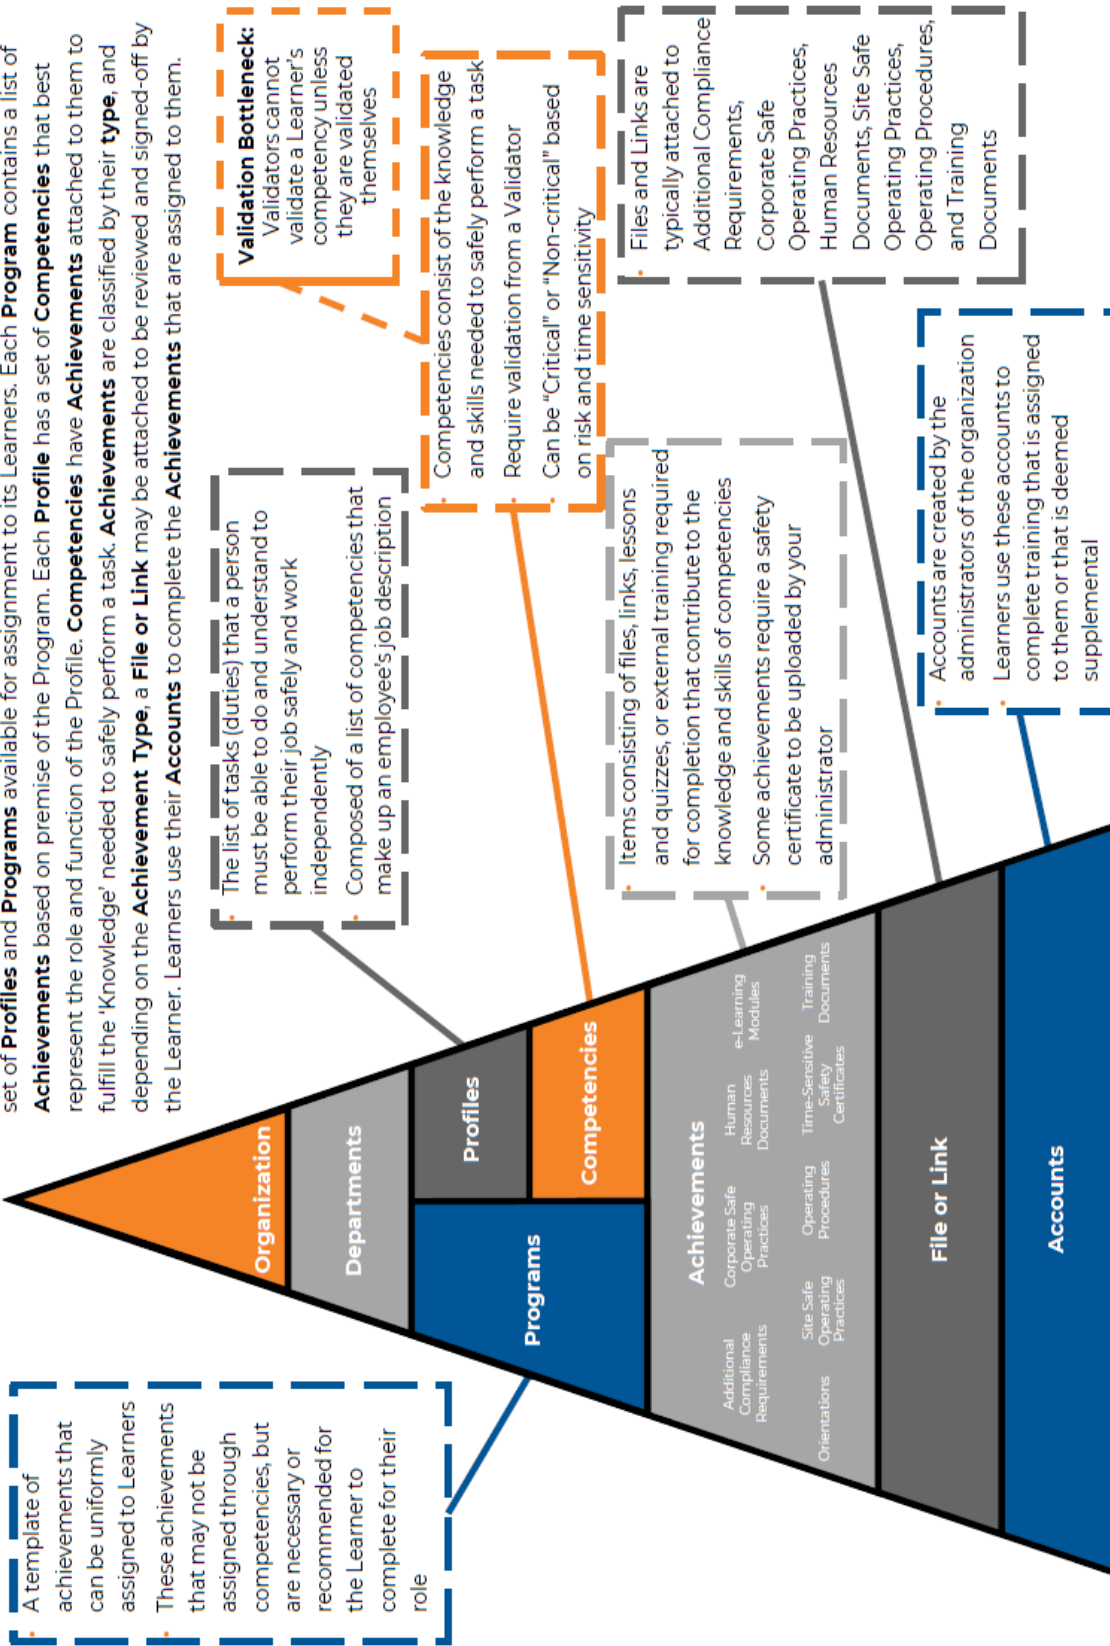 set of Profiles and Programs available for assignment to its Learners. Each Program contains a list of
Achievements based on premise of the Program. Each Profile has a set of Competencies that best
represent the role and function of the Profile. Competencies have Achievements attached to them to
fulfill the 'Knowledge' needed to safely perform a task. Achievements are classified by their type, and
depending on the Achievement Type, a File or Link may be attached to be reviewed and signed-off by
the Learner. Learners use their Accounts to complete the Achievements that are assigned to them.
• A template of
achievements that
can be uniformly
assigned to Learners
• These achievements
that may not be
assigned through
competencies, but
are necessary or
recommended for
the Learner to
complete for their
role
Organization
Departments
Programs
Profiles
Competencies
Achievements
Additional
Compliance
Requirements
Corporate Safe
Operating
Practices
Human
Resources
Documents
e-Learning
Modules
Orientations
Site Safe
Operating
Practices
Operating
Procedures
Time-Sensitive
Safety
Certificates
Training
Documents
File or Link
Accounts
• The list of tasks (duties) that a person
must be able to do and understand to
perform their job safely and work
independently
• Composed of a list of competencies that
make up an employee's job description
Validation Bottleneck:
Validators cannot
validate a Learner's
competency unless
they are validated
themselves
• Competencies consist of the knowledge
and skills needed to safely perform a task
• Require validation from a Validator
• Can be "Critical" or "Non-critical" based
on risk and time sensitivity
• Items consisting of files, links, lessons
and quizzes, or external training required
for completion that contribute to the
knowledge and skills of competencies
• Some achievements require a safety
certificate to be uploaded by your
administrator
• Files and Links are
typically attached to
Additional Compliance
Requirements,
Corporate Safe
Operating Practices,
Human Resources
Documents, Site Safe
Operating Practices,
Operating Procedures,
and Training
Documents
• Accounts are created by the
administrators of the organization
• Learners use these accounts to
complete training that is assigned
to them or that is deemed
supplemental